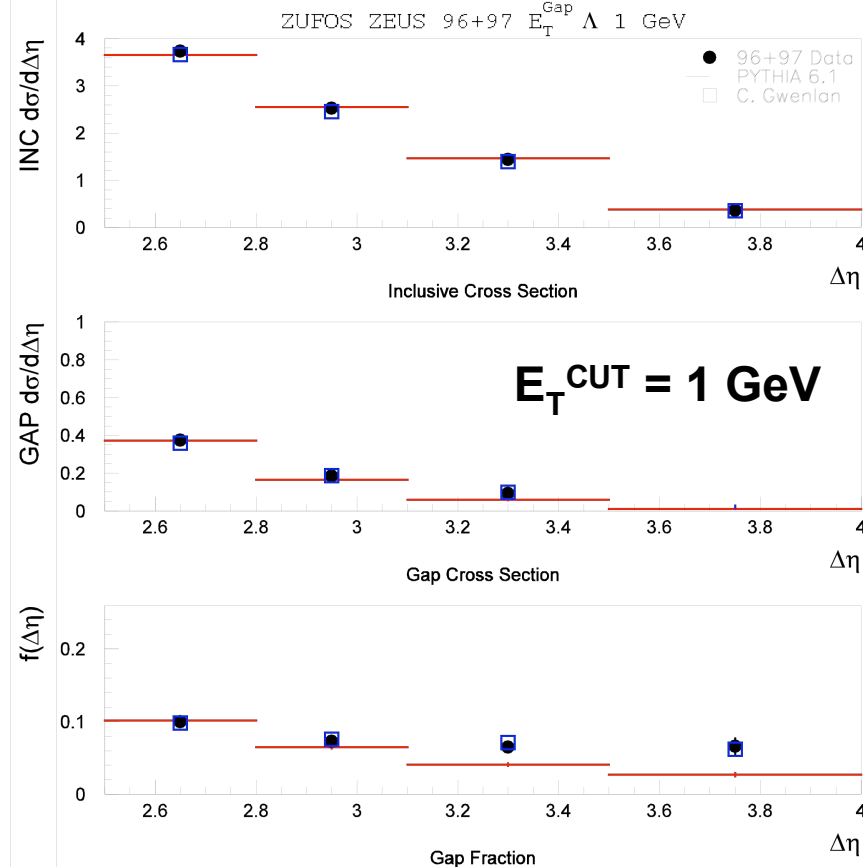 ZUFOS ZEUS 96+97 E_T^Gap Λ 1 GeV
INC dσ/dΔη
4
3
2
1
0
96+97 Data
PYTHIA 6.1
C. Gwenlan
2.6 2.8 3 3.2 3.4 3.6 3.8 4
Δη
Inclusive Cross Section
GAP dσ/dΔη
1
0.8
0.6
0.4
0.2
0
E_T^CUT = 1 GeV
2.6 2.8 3 3.2 3.4 3.6 3.8 4
Δη
Gap Cross Section
f(Δη)
0.2
0.1
0
2.6 2.8 3 3.2 3.4 3.6 3.8 4
Δη
Gap Fraction